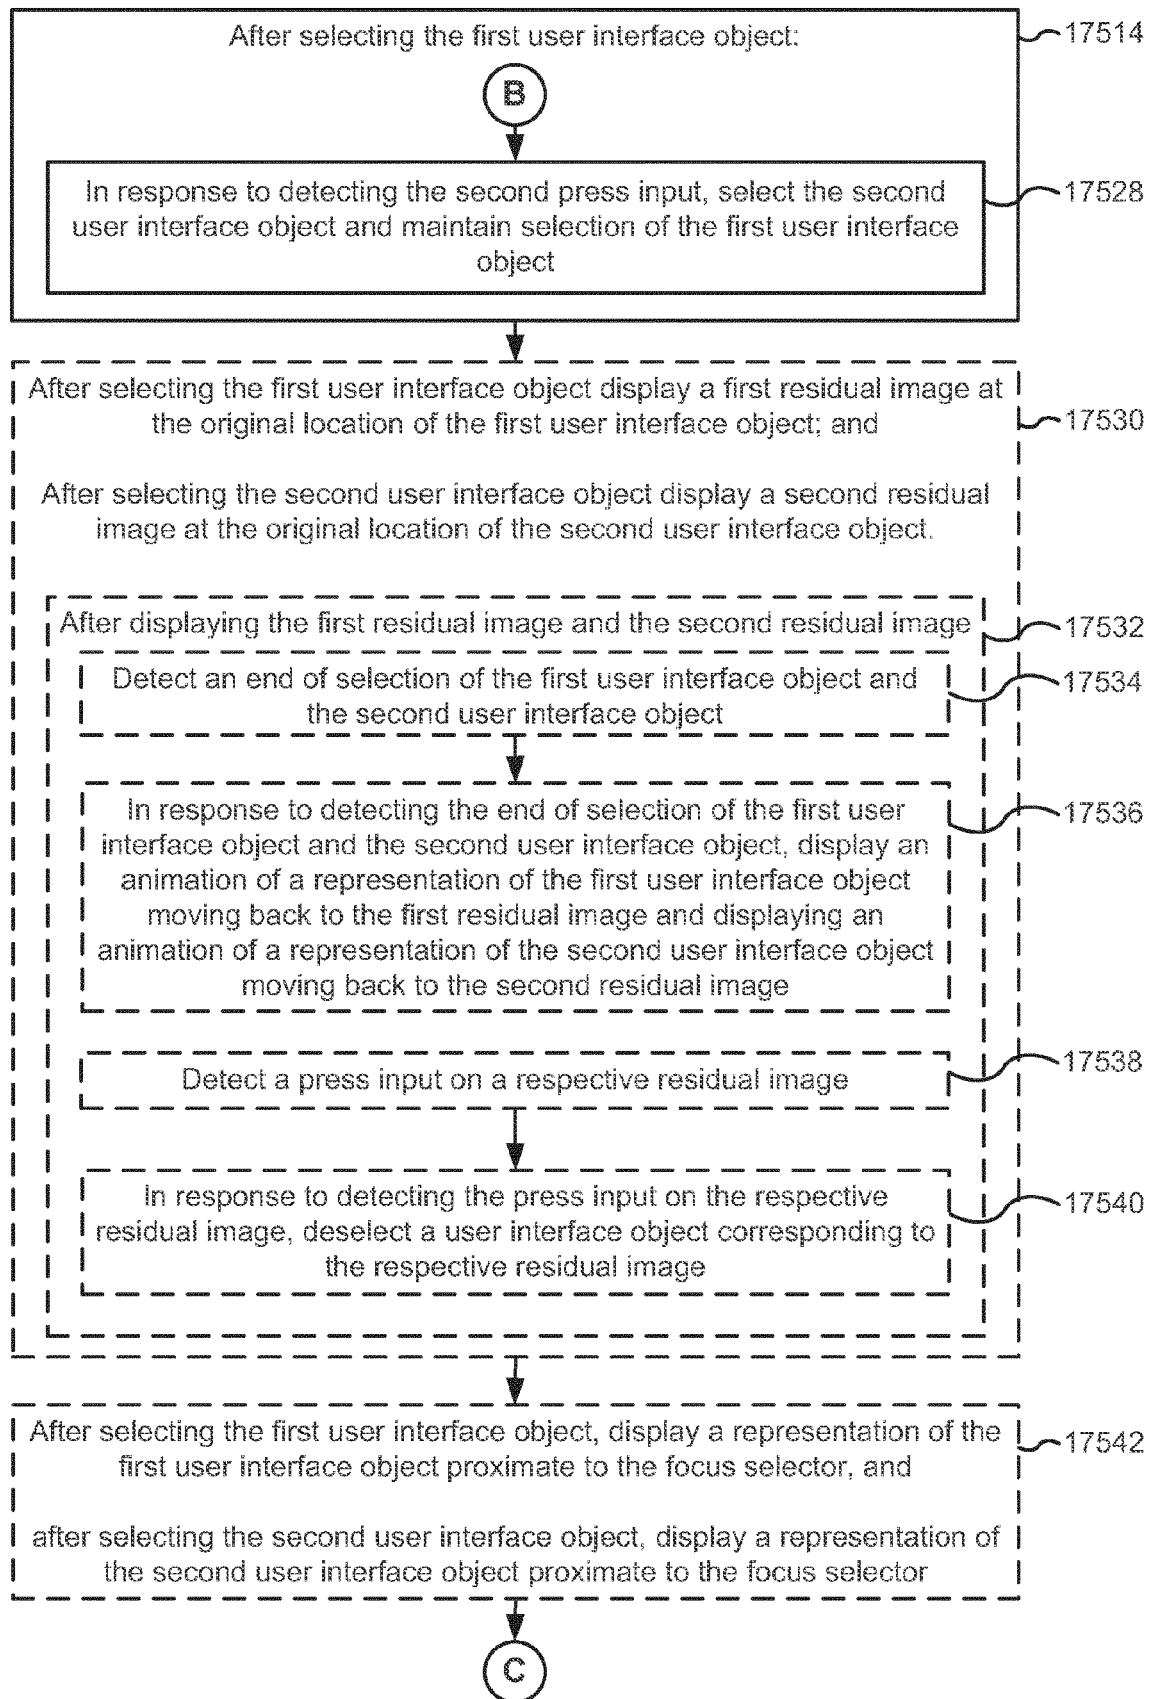 After selecting the first user interface object:
17514
B
In response to detecting the second press input, select the second
user interface object and maintain selection of the first user interface
object
17528
After selecting the first user interface object display a first residual image at
the original location of the first user interface object; and
17530
After selecting the second user interface object display a second residual
image at the original location of the second user interface object.
After displaying the first residual image and the second residual image
17532
Detect an end of selection of the first user interface object and
the second user interface object
17534
In response to detecting the end of selection of the first user
interface object and the second user interface object, display an
animation of a representation of the first user interface object
moving back to the first residual image and displaying an
animation of a representation of the second user interface object
moving back to the second residual image
17536
Detect a press input on a respective residual image
17538
In response to detecting the press input on the respective
residual image, deselect a user interface object corresponding to
the respective residual image
17540
After selecting the first user interface object, display a representation of the
first user interface object proximate to the focus selector, and
17542
after selecting the second user interface object, display a representation of
the second user interface object proximate to the focus selector
C